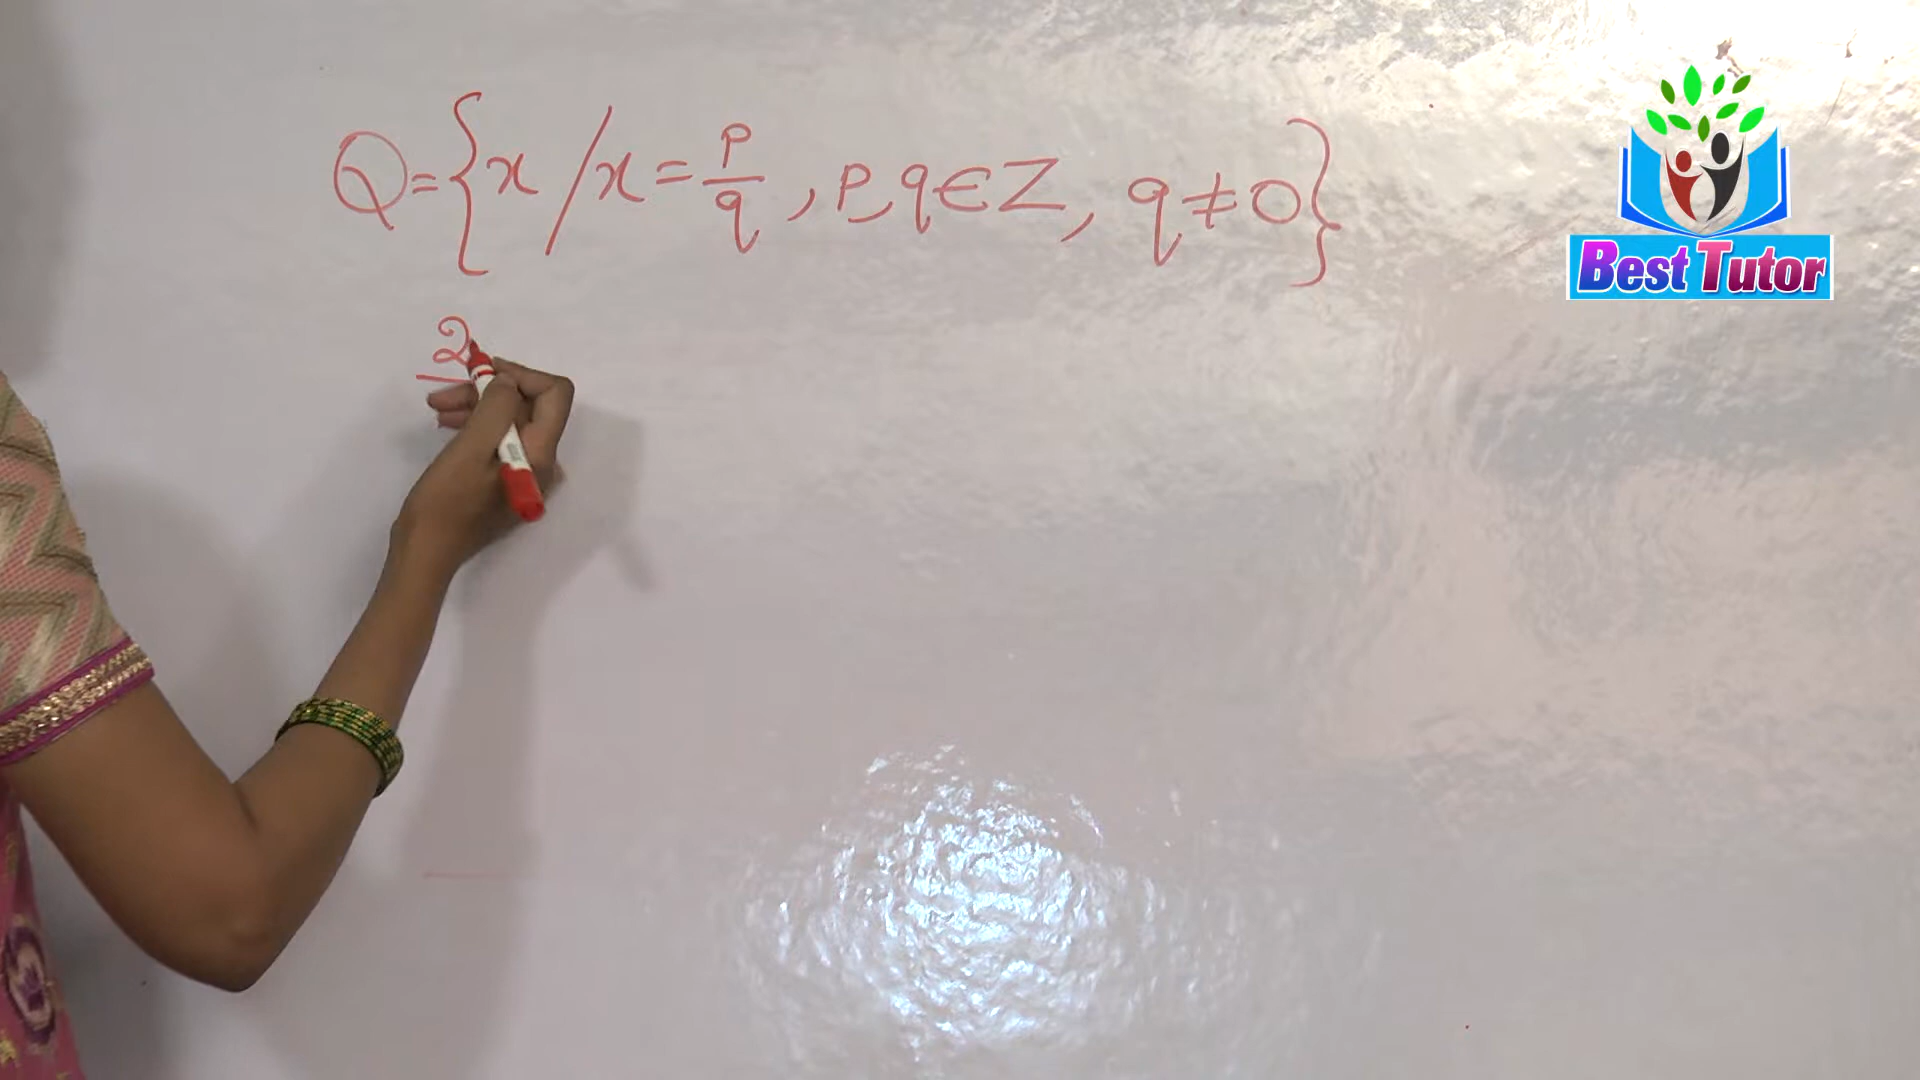 Q = { x / x = p/q , p, q ∈ Z, q ≠ 0 }
2
Best Tutor